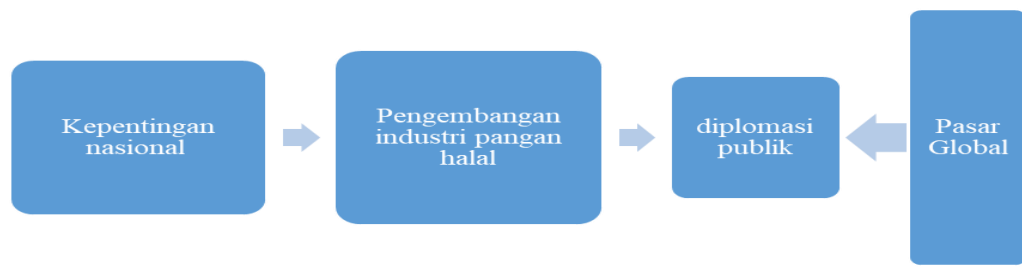 Kepentingan
nasional
Pengembangan
industri pangan
halal
diplomasi
publik
Pasar
Global